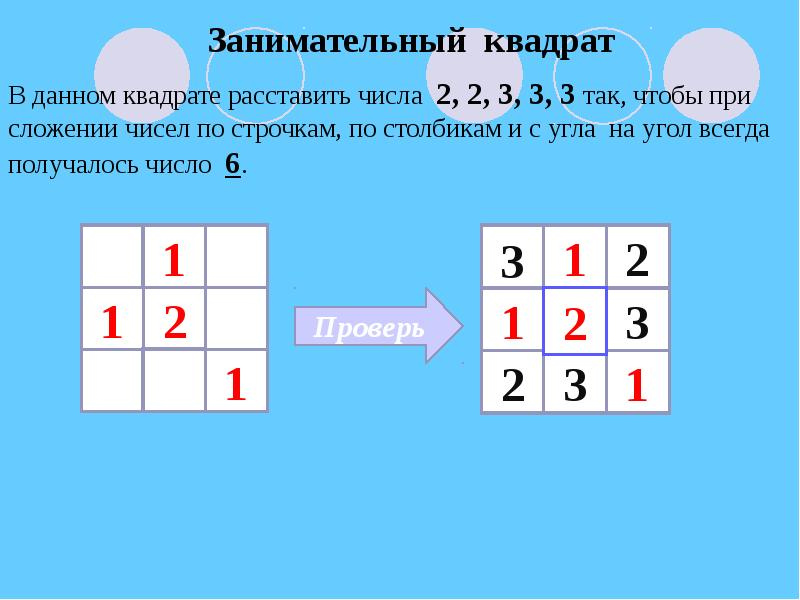 Занимательный квадрат
В данном квадрате расставить числа 2, 2, 3, 3, 3 так, чтобы при
сложении чисел по строчкам, по столбикам и с угла на угол всегда
получалось число 6.
1
1 2
1
Проверь
3 1 2
1 2 3
2 3 1